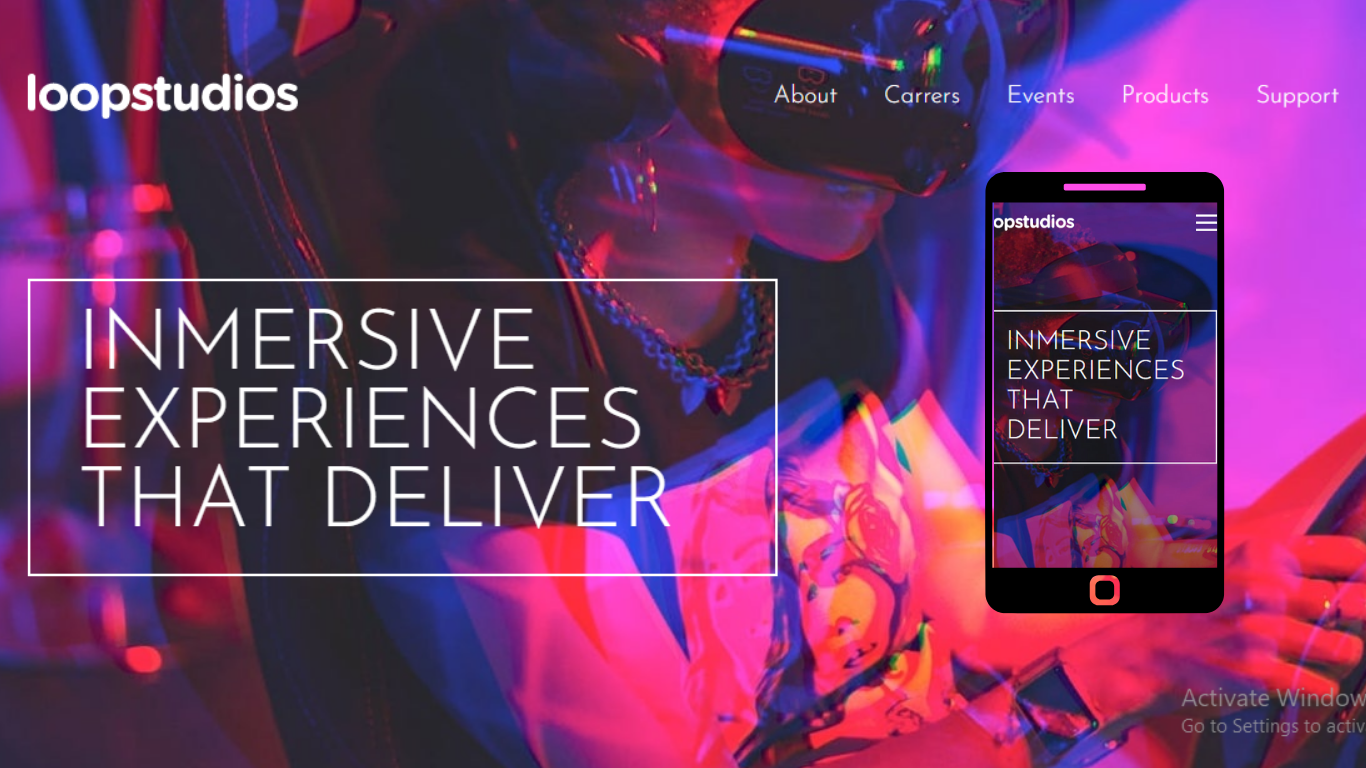 loopstudios
About Carrers Events Products Support
INMERSIVE
EXPERIENCES
THAT DELIVER
opstudios
INMERSIVE
EXPERIENCES
THAT
DELIVER
Activate Window
Go to Settings to activ